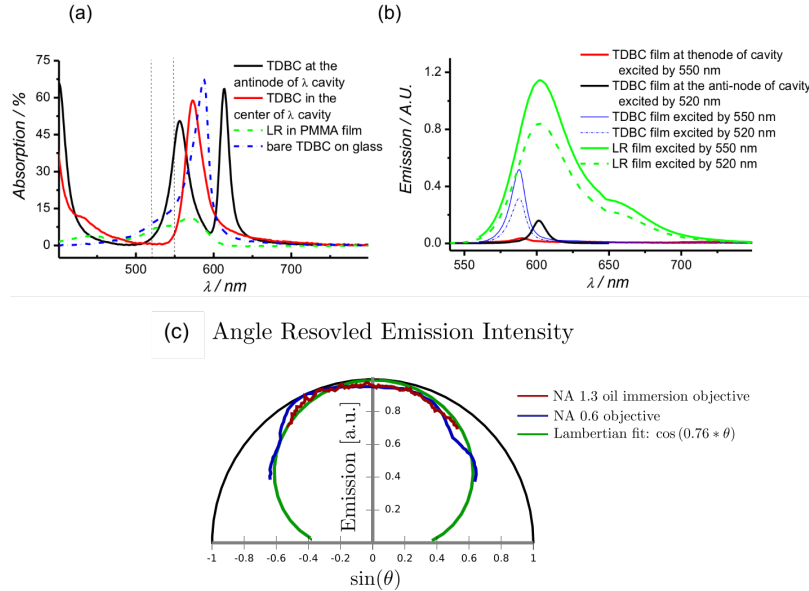 (a)
Absorption / %
75
60
45
30
15
0
500
600
700
λ / nm
TDBC at the
antinode of λ cavity
TDBC in the
center of λ cavity
LR in PMMA film
bare TDBC on glass
(b)
Emission / A.U.
1.2
0.8
0.4
0.0
550
600
650
700
λ / nm
TDBC film at thenode of cavity
excited by 550 nm
TDBC film at the anti-node of cavity
excited by 520 nm
TDBC film excited by 550 nm
TDBC film excited by 520 nm
LR film excited by 550 nm
LR film excited by 520 nm
(c) Angle Resovled Emission Intensity
Emission [a.u.]
0.8
0.6
0.4
0.2
-1 -0.8 -0.6 -0.4 -0.2 0 0.2 0.4 0.6 0.8 1
sin(θ)
NA 1.3 oil immersion objective
NA 0.6 objective
Lambertian fit: cos (0.76 * θ)